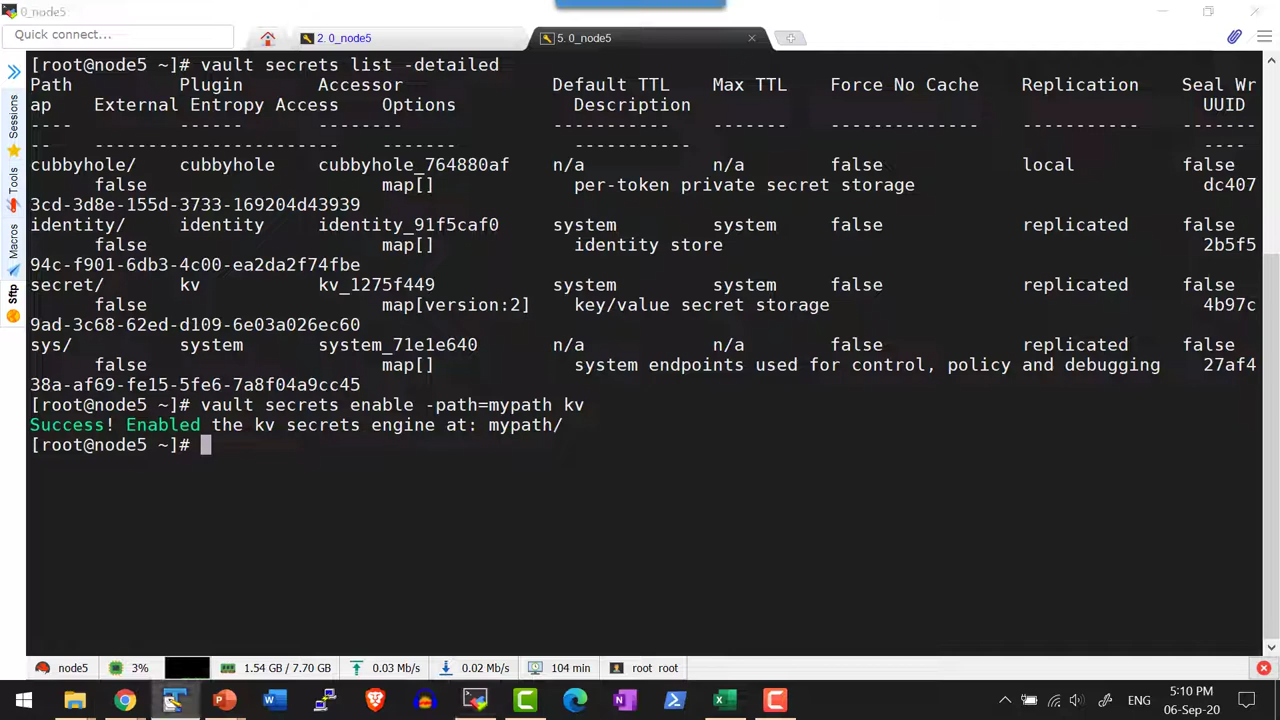 0_node5
Quick connect...
2. 0_node5
5. 0_node5
[root@node5 ~]# vault secrets list -detailed
Path Plugin Accessor Default TTL Max TTL Force No Cache Replication Seal Wr
ap External Entropy Access Options Description UUID
---- ------ -------- ----------- ------- -------------- ----------- -------
-- ----------------------- ------- ----------- ----
cubbyhole/ cubbyhole cubbyhole_764880af n/a n/a false local false
false map[] per-token private secret storage dc407
3cd-3d8e-155d-3733-169204d43939
identity/ identity identity_91f5caf0 system system false replicated false
false map[] identity store 2b5f5
94c-f901-6db3-4c00-ea2da2f74fbe
secret/ kv kv_1275f449 system system false replicated false
false map[version:2] key/value secret storage 4b97c
9ad-3c68-62ed-d109-6e03a026ec60
sys/ system system_71e1e640 n/a n/a false replicated false
false map[] system endpoints used for control, policy and debugging 27af4
38a-af69-fe15-5fe6-7a8f04a9cc45
[root@node5 ~]# vault secrets enable -path=mypath kv
Success! Enabled the kv secrets engine at: mypath/
[root@node5 ~]#
Sessions
Tools
Macros
Sftp
node5 3% 1.54 GB / 7.70 GB 0.03 Mb/s 0.02 Mb/s 104 min root root
ENG
5:10 PM
06-Sep-20